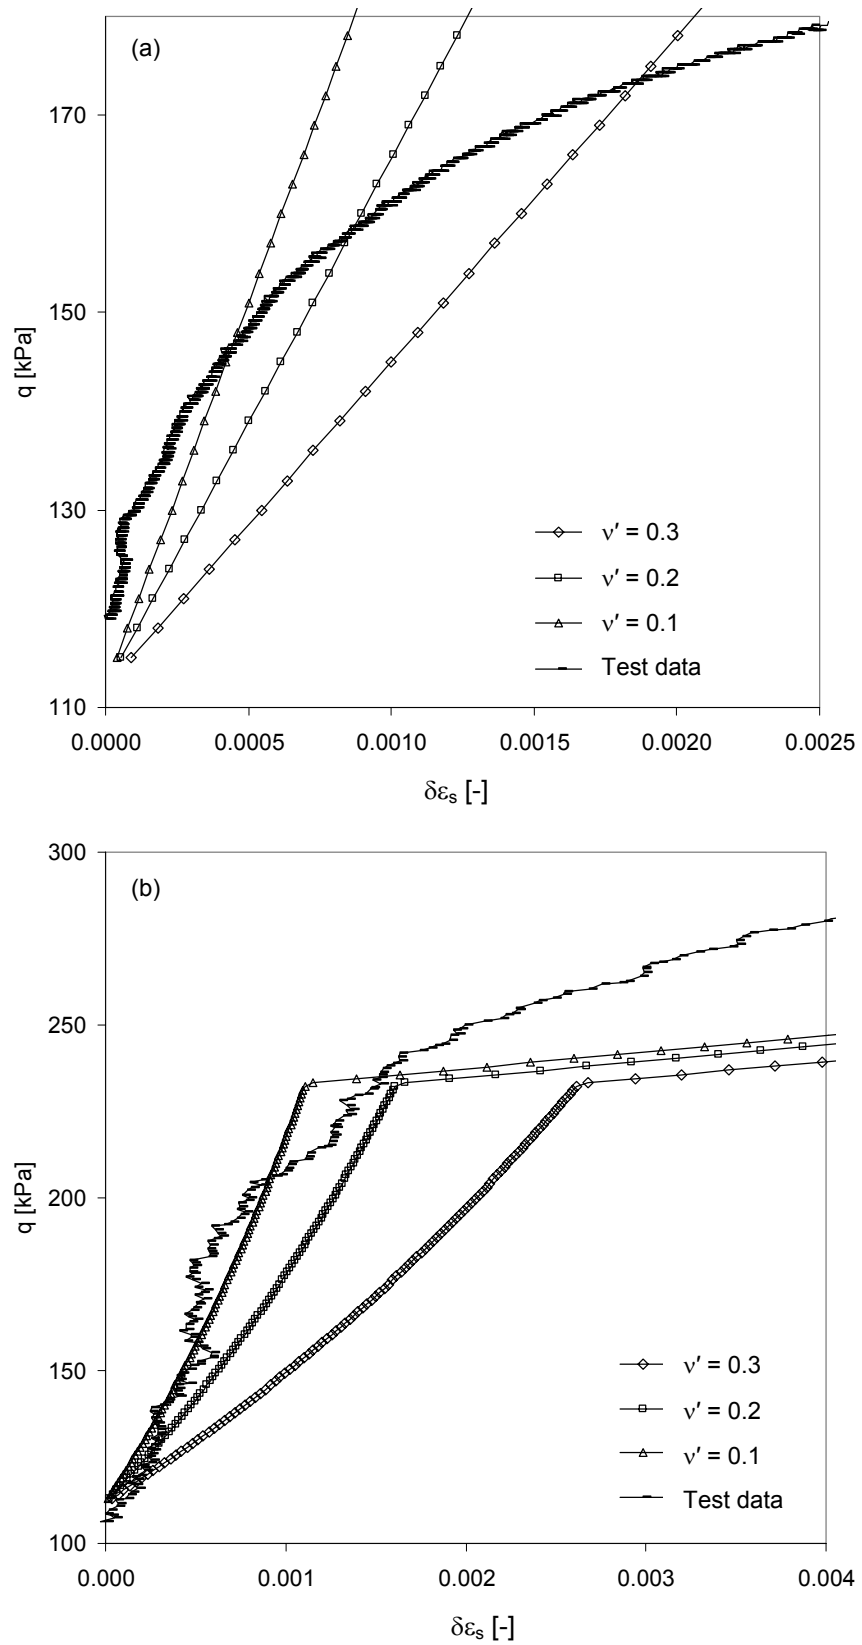 (a)
170
150
130
110
q [kPa]
ν′ = 0.3
ν′ = 0.2
ν′ = 0.1
Test data
0.0000 0.0005 0.0010 0.0015 0.0020 0.0025
δεs [-]
(b)
300
250
200
150
100
q [kPa]
ν′ = 0.3
ν′ = 0.2
ν′ = 0.1
Test data
0.000 0.001 0.002 0.003 0.004
δεs [-]